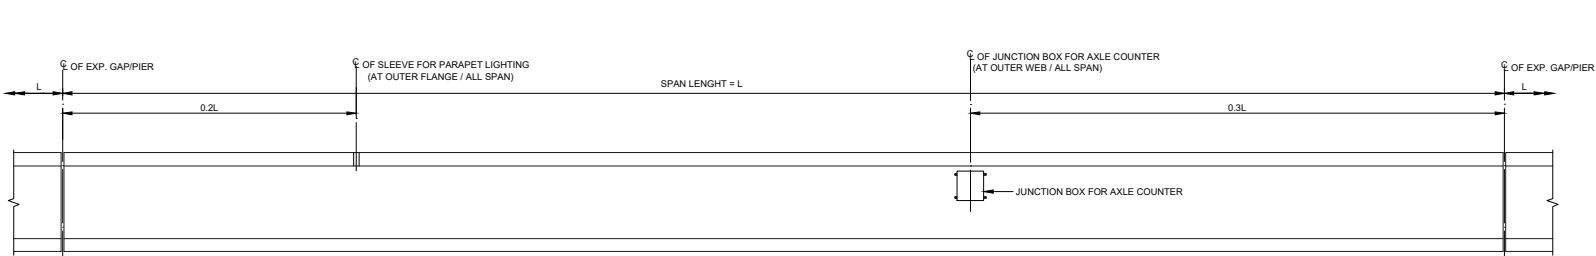 ℄ OF EXP. GAP/PIER
℄ OF SLEEVE FOR PARAPET LIGHTING
(AT OUTER FLANGE / ALL SPAN)
℄ OF JUNCTION BOX FOR AXLE COUNTER
(AT OUTER WEB / ALL SPAN)
℄ OF EXP. GAP/PIER
L
SPAN LENGHT = L
L
0.2L
0.3L
JUNCTION BOX FOR AXLE COUNTER